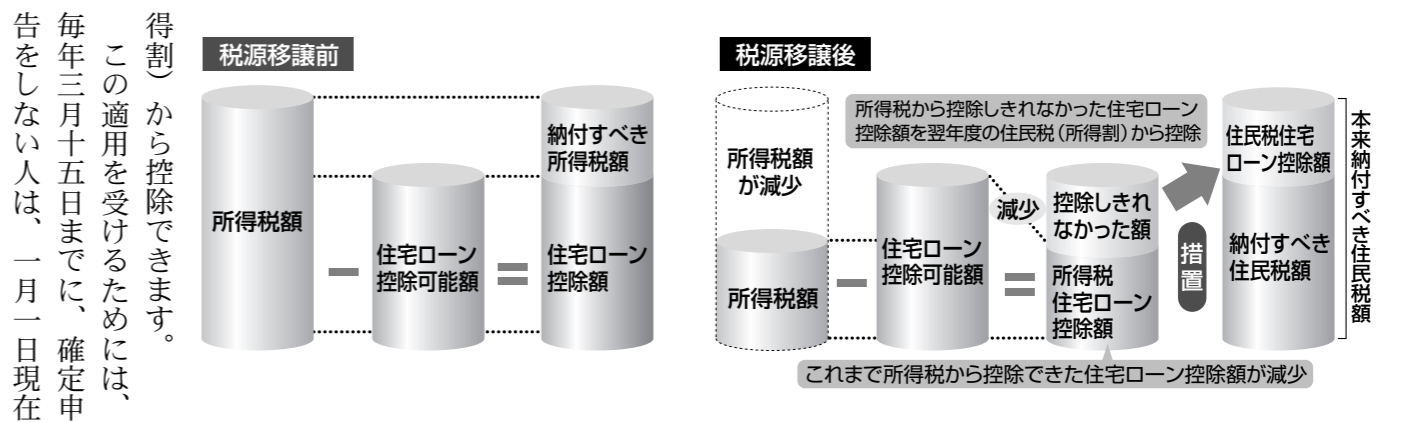 得割）から控除できます。
この適用を受けるためには、
毎年三月十五日までに、確定申
告をしない人は、一月一日現在
税源移譲前
所得税額
－
住宅ローン
控除可能額
＝
納付すべき
所得税額
住宅ローン
控除額
税源移譲後
所得税額
が減少
所得税額
－
住宅ローン
控除可能額
減少
＝
控除しきれ
なかった額
所得税
住宅ローン
控除額
所得税から控除しきれなかった住宅ローン
控除額を翌年度の住民税（所得割）から控除
措置
住民税住宅
ローン控除額
納付すべき
住民税額
本来納付すべき住民税額
これまで所得税から控除できた住宅ローン控除額が減少